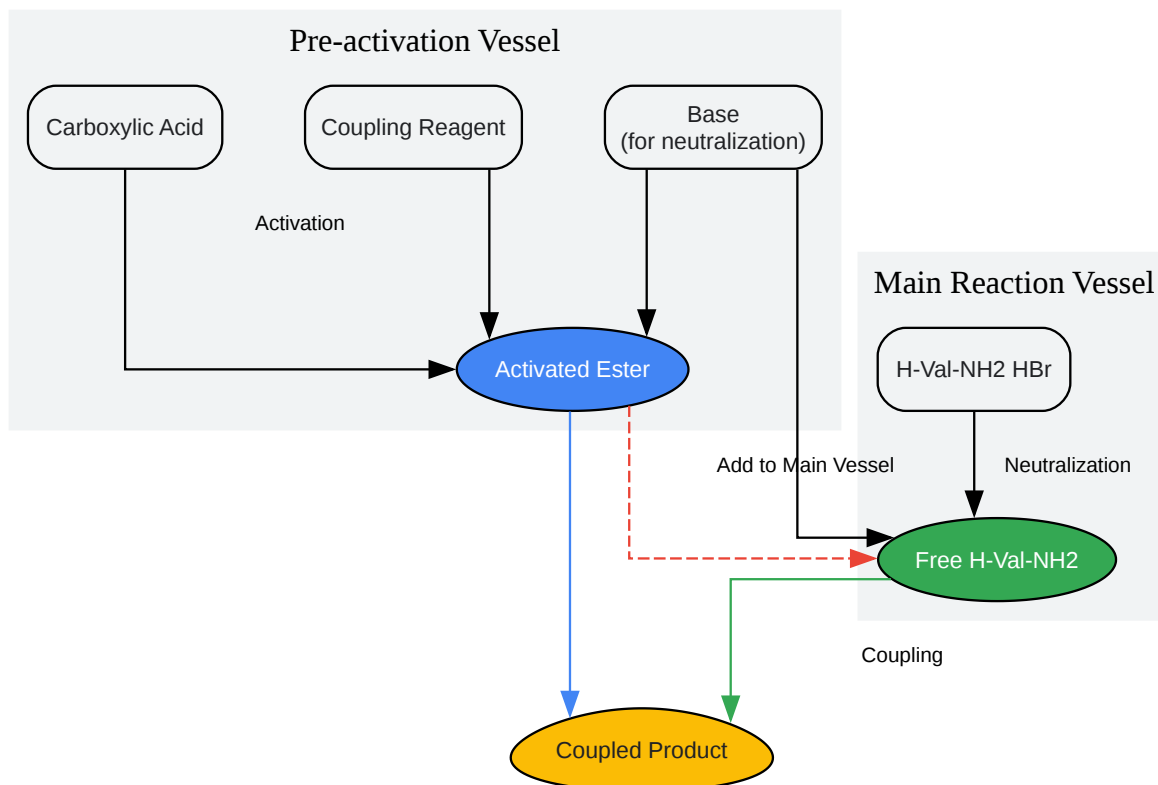 Pre-activation Vessel
Carboxylic Acid
Coupling Reagent
Base
(for neutralization)
Activation
Main Reaction Vessel
H-Val-NH2 HBr
Activated Ester
Add to Main Vessel
Neutralization
Free H-Val-NH2
Coupling
Coupled Product